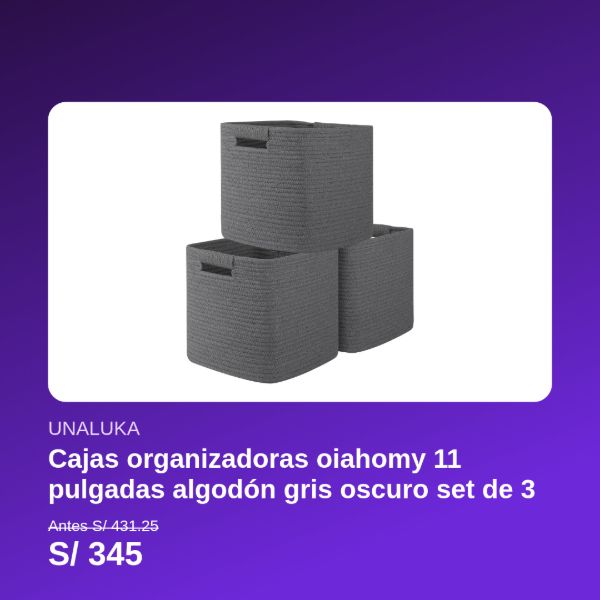 UNALUKA
Cajas organizadoras oiahomy 11
pulgadas algodón gris oscuro set de 3
Antes S/ 431.25
S/ 345